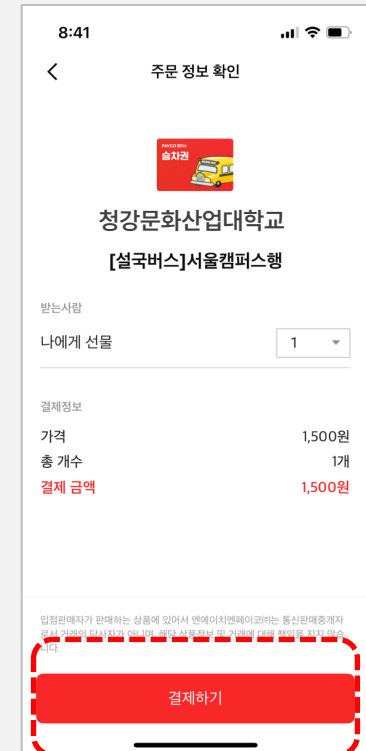 8:41
주문 정보 확인
PAYCO 캠퍼스
승차권
청강문화산업대학교
[설국버스]서울캠퍼스행
받는사람
나에게 선물
1
결제정보
가격 1,500원
총 개수 1개
결제 금액 1,500원
입점판매자가 판매하는 상품에 있어서 엔에이치엔페이코㈜는 통신판매중개자
로서 거래의 당사자가 아니며, 해당 상품정보 및 거래에 대해 책임을 지지 않습
니다.
결제하기